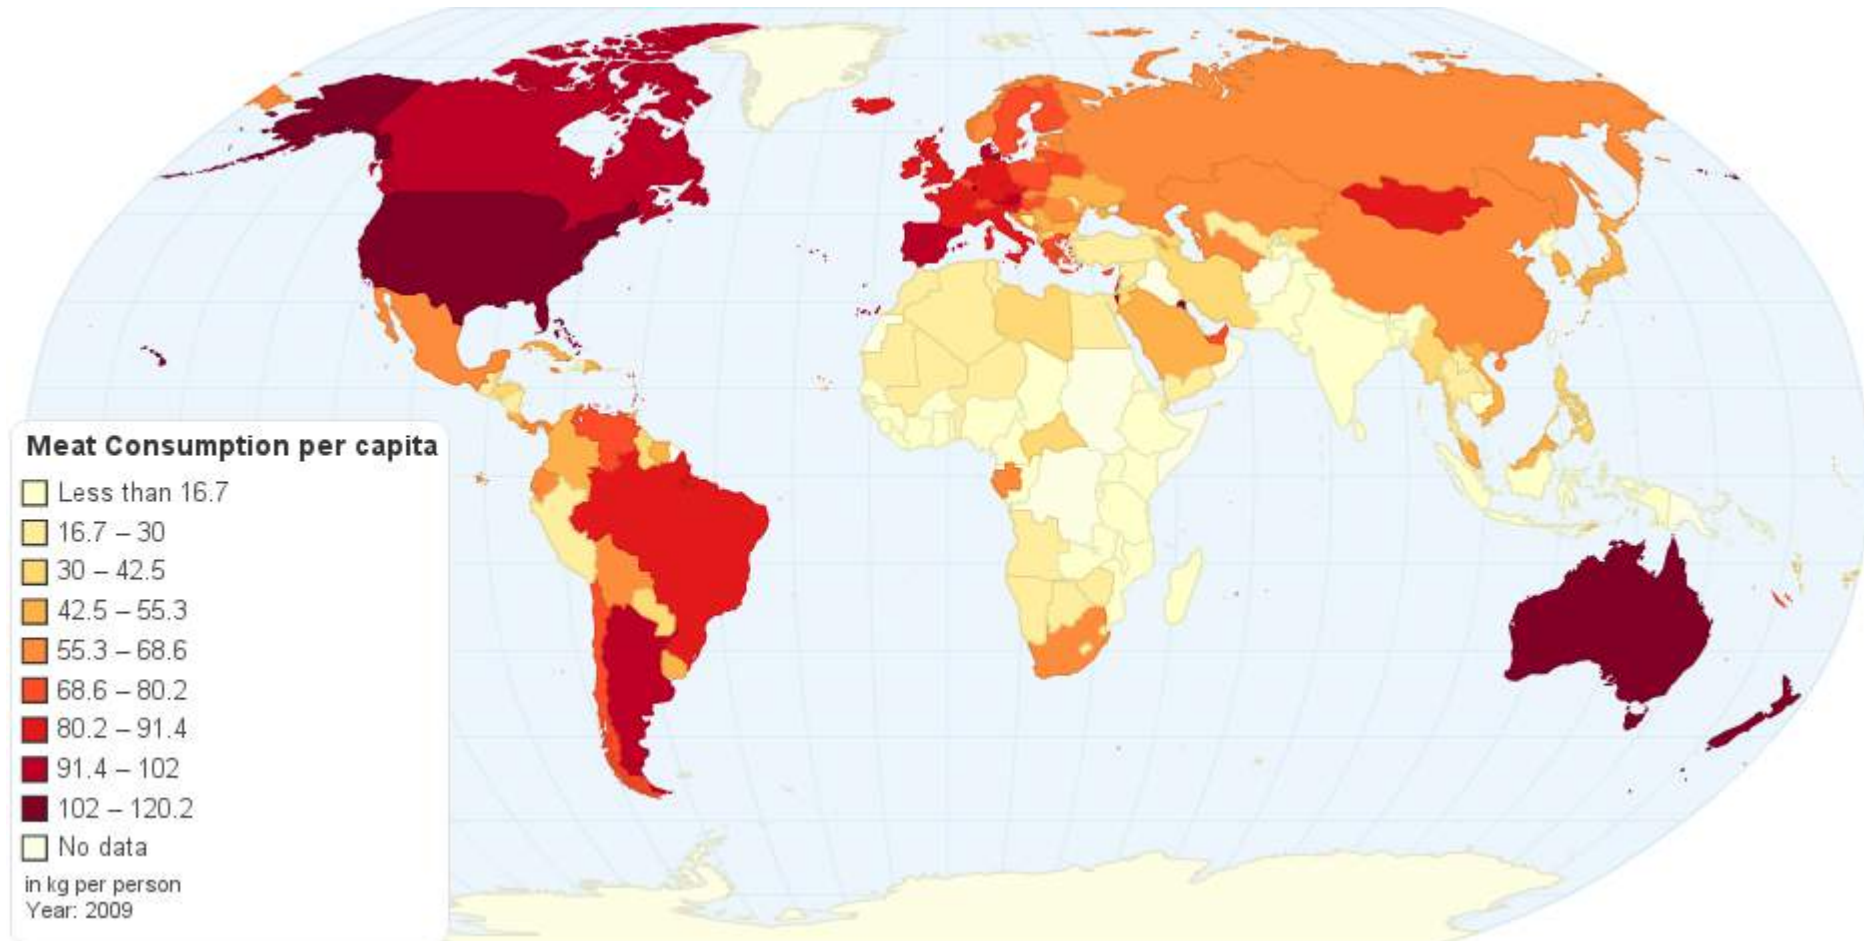 Meat Consumption per capita
Less than 16.7
16.7 – 30
30 – 42.5
42.5 – 55.3
55.3 – 68.6
68.6 – 80.2
80.2 – 91.4
91.4 – 102
102 – 120.2
No data
in kg per person
Year: 2009